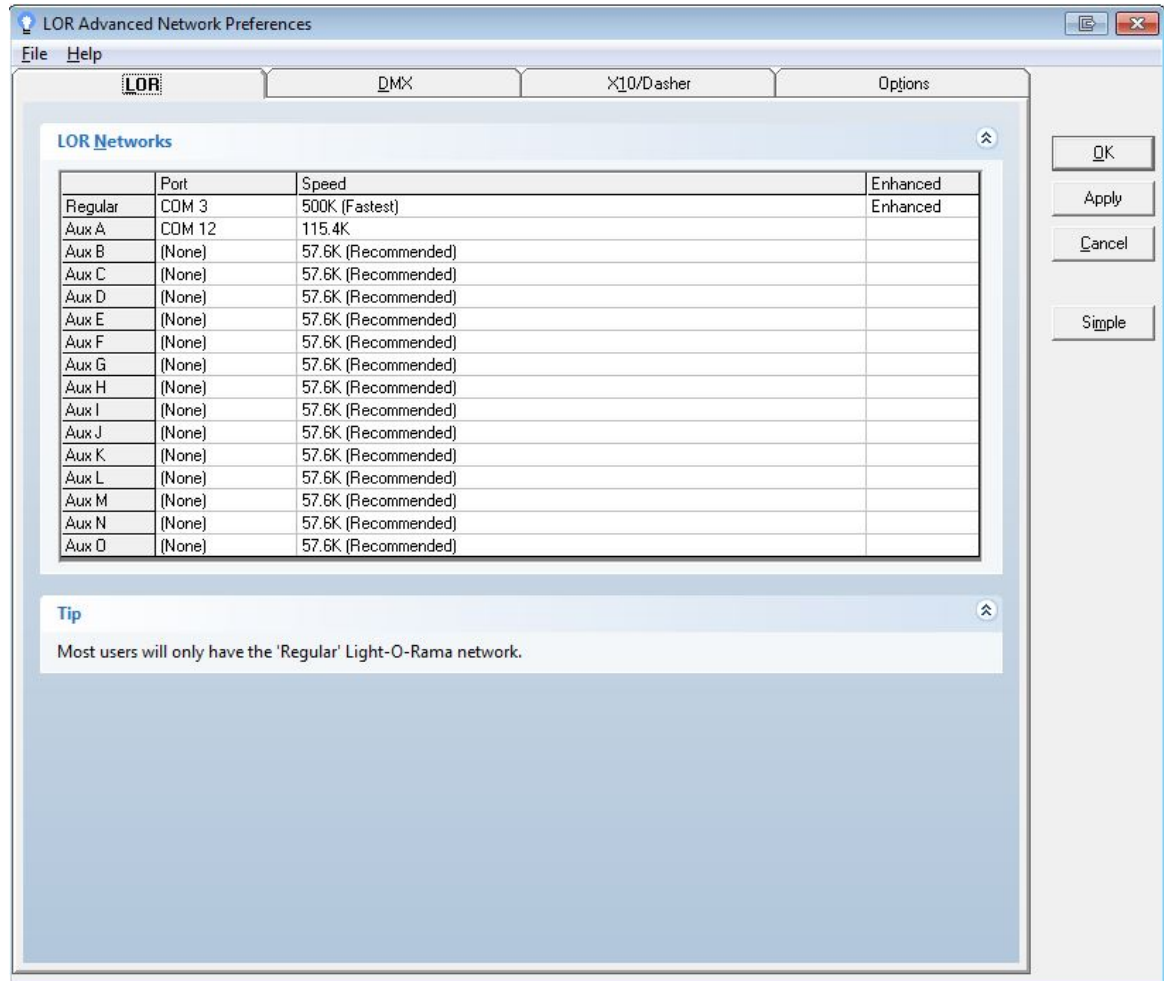 LOR Advanced Network Preferences
File Help
LOR DMX X10/Dasher Options
LOR Networks
OK
Port Speed Enhanced
Regular COM 3 500K (Fastest) Enhanced
Apply
Aux A COM 12 115.4K
Aux B (None) 57.6K (Recommended)
Cancel
Aux C (None) 57.6K (Recommended)
Aux D (None) 57.6K (Recommended)
Aux E (None) 57.6K (Recommended)
Simple
Aux F (None) 57.6K (Recommended)
Aux G (None) 57.6K (Recommended)
Aux H (None) 57.6K (Recommended)
Aux I (None) 57.6K (Recommended)
Aux J (None) 57.6K (Recommended)
Aux K (None) 57.6K (Recommended)
Aux L (None) 57.6K (Recommended)
Aux M (None) 57.6K (Recommended)
Aux N (None) 57.6K (Recommended)
Aux O (None) 57.6K (Recommended)
Tip
Most users will only have the 'Regular' Light-O-Rama network.